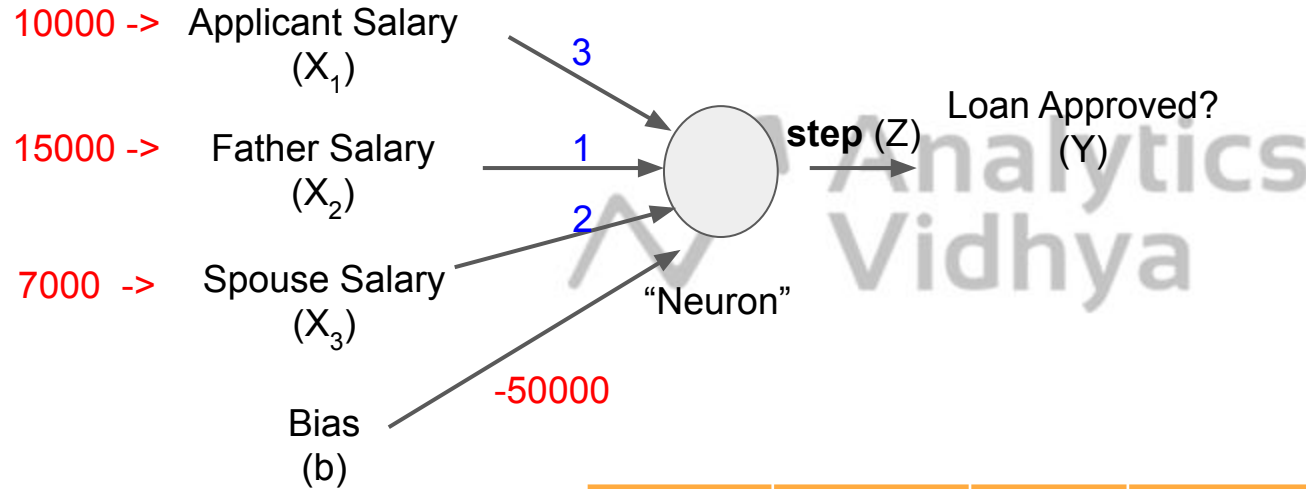 10000 -> Applicant Salary
(X1)
3
15000 -> Father Salary
(X2)
1
7000 -> Spouse Salary
(X3)
2
Bias
(b)
-50000
“Neuron”
step (Z)
Loan Approved?
(Y)
Analytics
Vidhya